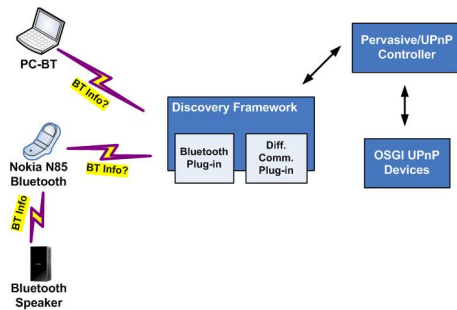 PC-BT
BT Info?
Pervasive/UPnP
Controller
Discovery Framework
Bluetooth
Plug-in
Diff.
Comm.
Plug-in
Nokia N85
Bluetooth
BT Info?
OSGI UPnP
Devices
BT Info
Bluetooth
Speaker